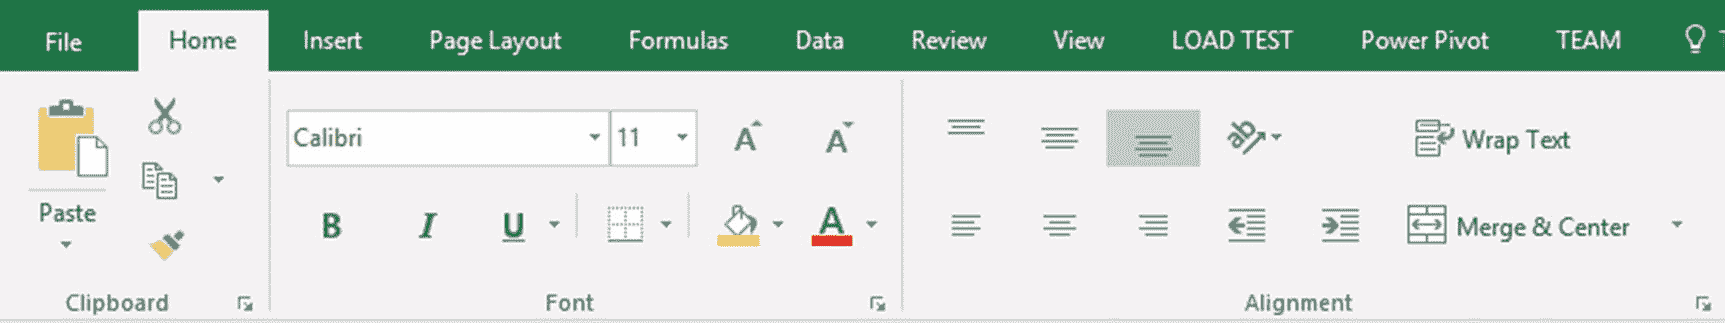 File Home Insert Page Layout Formulas Data Review View LOAD TEST Power Pivot TEAM
Calibri 11 A A Wrap Text
Paste B I U A Merge & Center
Clipboard Font Alignment